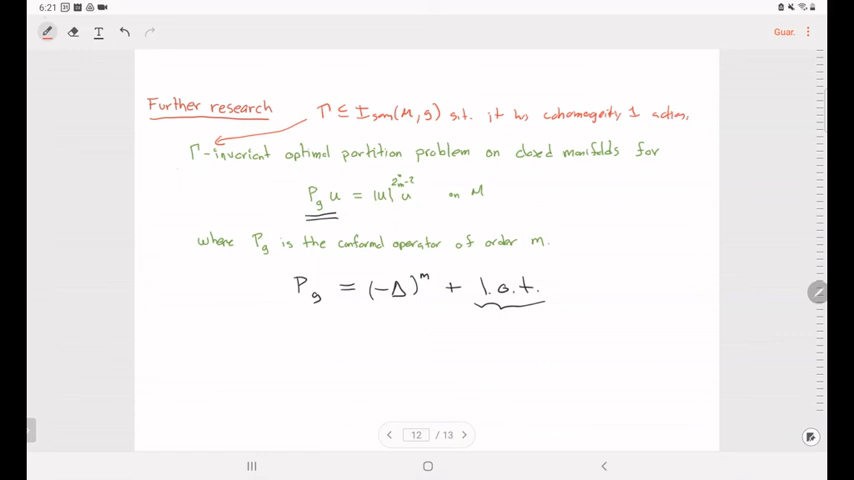 6:21
Guar.
Further research
Γ ≤ Isom(M, g) s.t. it has cohomogeity 1 action,
Γ-invariant optimal partition problem on closed manifolds for
P_g u = |u|^{2*_m-2} u on M
where P_g is the conformal operator of order m.
P_g = (-Δ)^m + l.o.t.
12 / 13